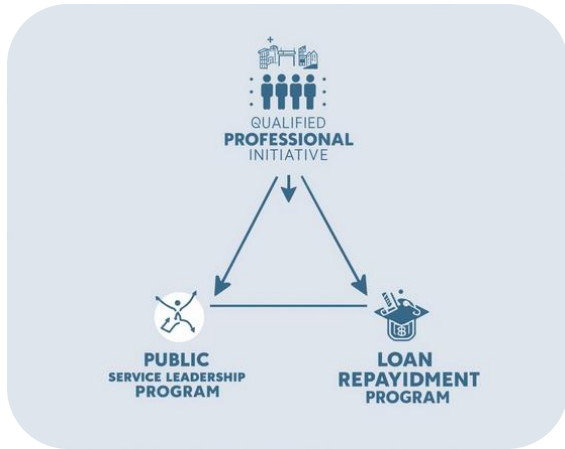 QUALIFIED
PROFESSIONAL
INITIATIVE
PUBLIC
SERVICE LEADERSHIP
PROGRAM
LOAN
REPAYIDMENT
PROGRAM